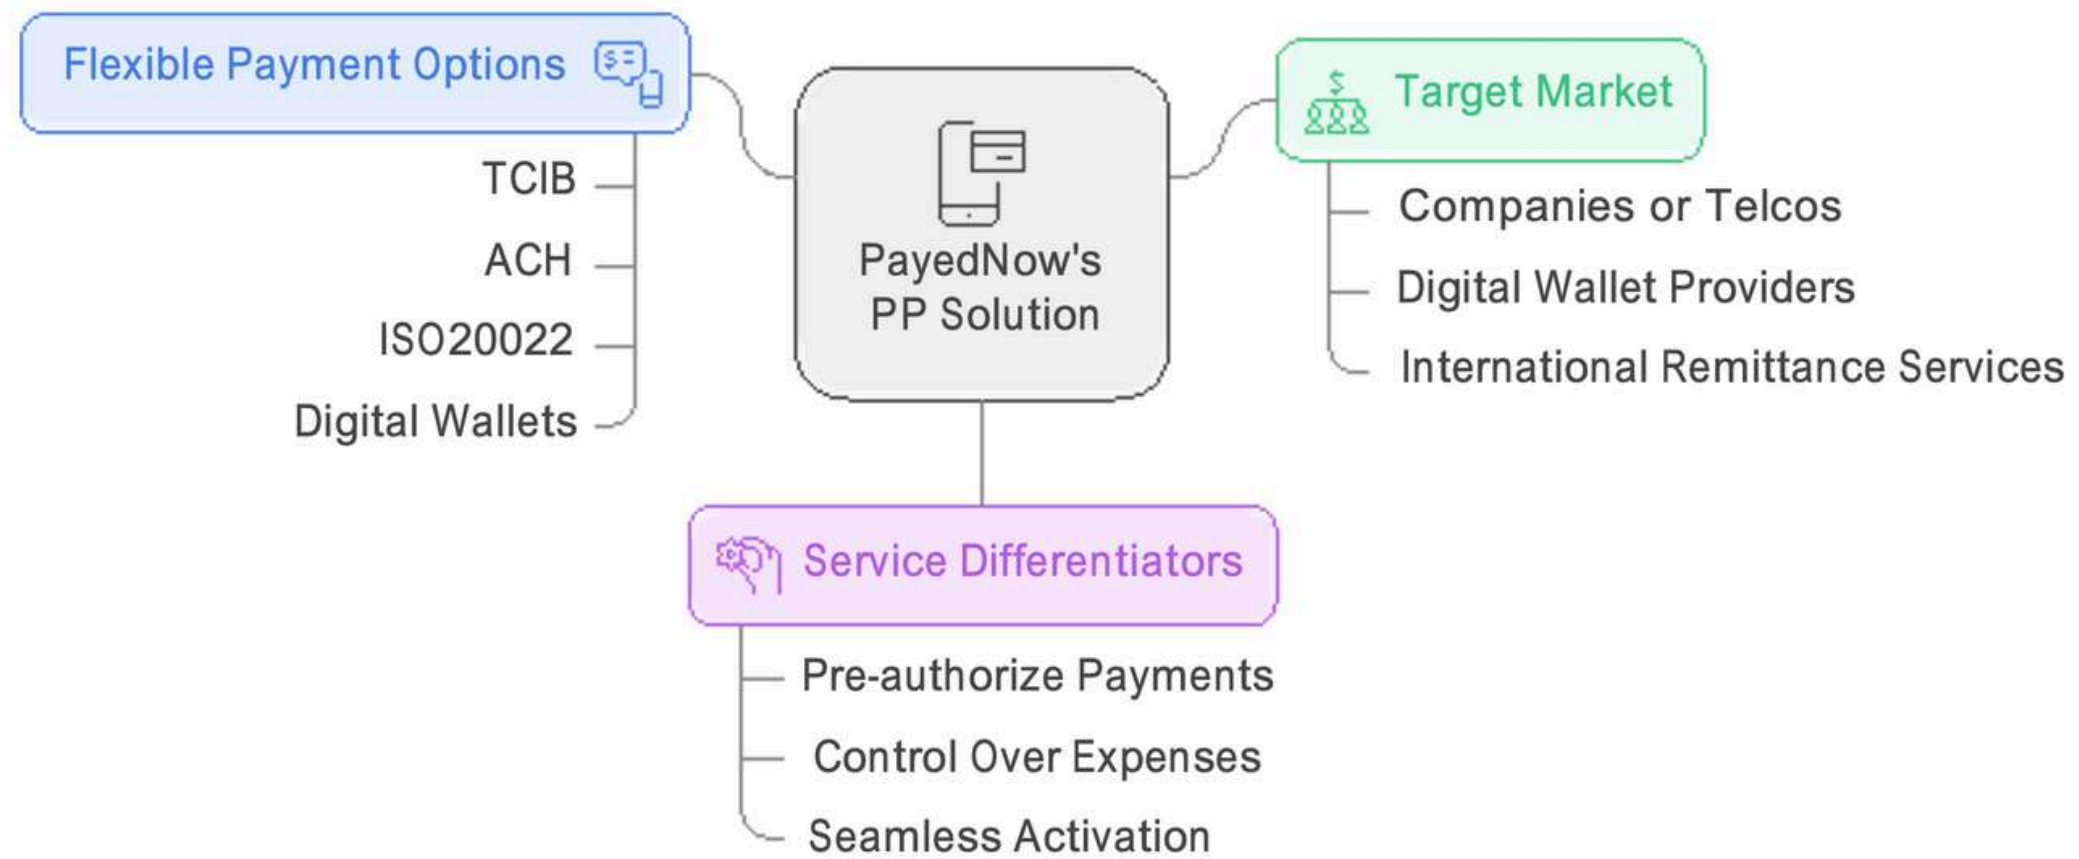 Flexible Payment Options
TCIB
ACH
ISO20022
Digital Wallets
PayedNow's
PP Solution
Target Market
Companies or Telcos
Digital Wallet Providers
International Remittance Services
Service Differentiators
Pre-authorize Payments
Control Over Expenses
Seamless Activation